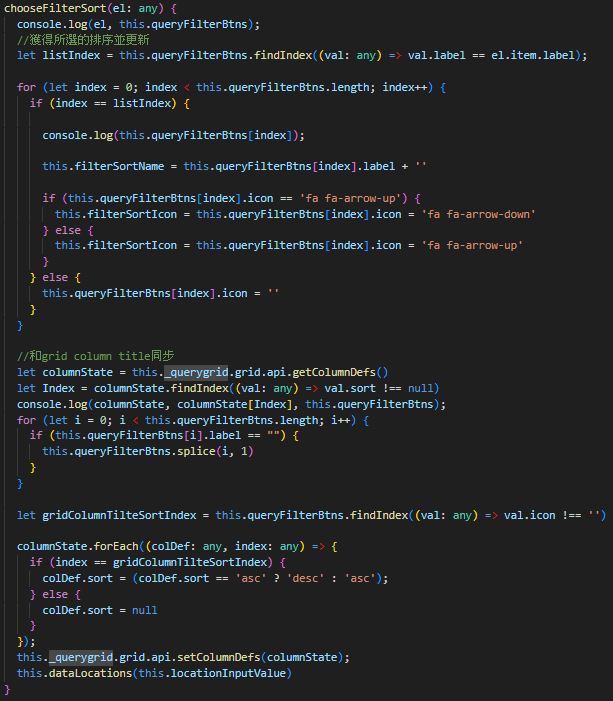 chooseFilterSort(el: any) {
console.log(el, this.queryFilterBtns);
//獲得所選的排序並更新
let listIndex = this.queryFilterBtns.findIndex((val: any) => val.label == el.item.label);
for (let index = 0; index < this.queryFilterBtns.length; index++) {
if (index == listIndex) {
console.log(this.queryFilterBtns[index]);
this.filterSortName = this.queryFilterBtns[index].label + ''
if (this.queryFilterBtns[index].icon == 'fa fa-arrow-up') {
this.filterSortIcon = this.queryFilterBtns[index].icon = 'fa fa-arrow-down'
} else {
this.filterSortIcon = this.queryFilterBtns[index].icon = 'fa fa-arrow-up'
}
} else {
this.queryFilterBtns[index].icon = ''
}
}
//和grid column title同步
let columnState = this._querygrid.grid.api.getColumnDefs()
let Index = columnState.findIndex((val: any) => val.sort !== null)
console.log(columnState, columnState[Index], this.queryFilterBtns);
for (let i = 0; i < this.queryFilterBtns.length; i++) {
if (this.queryFilterBtns[i].label == "") {
this.queryFilterBtns.splice(i, 1)
}
}
let gridColumnTilteSortIndex = this.queryFilterBtns.findIndex((val: any) => val.icon !== '')
columnState.forEach((colDef: any, index: any) => {
if (index == gridColumnTilteSortIndex) {
colDef.sort = (colDef.sort == 'asc' ? 'desc' : 'asc');
} else {
colDef.sort = null
}
});
this._querygrid.grid.api.setColumnDefs(columnState);
this.dataLocations(this.locationInputValue)
}